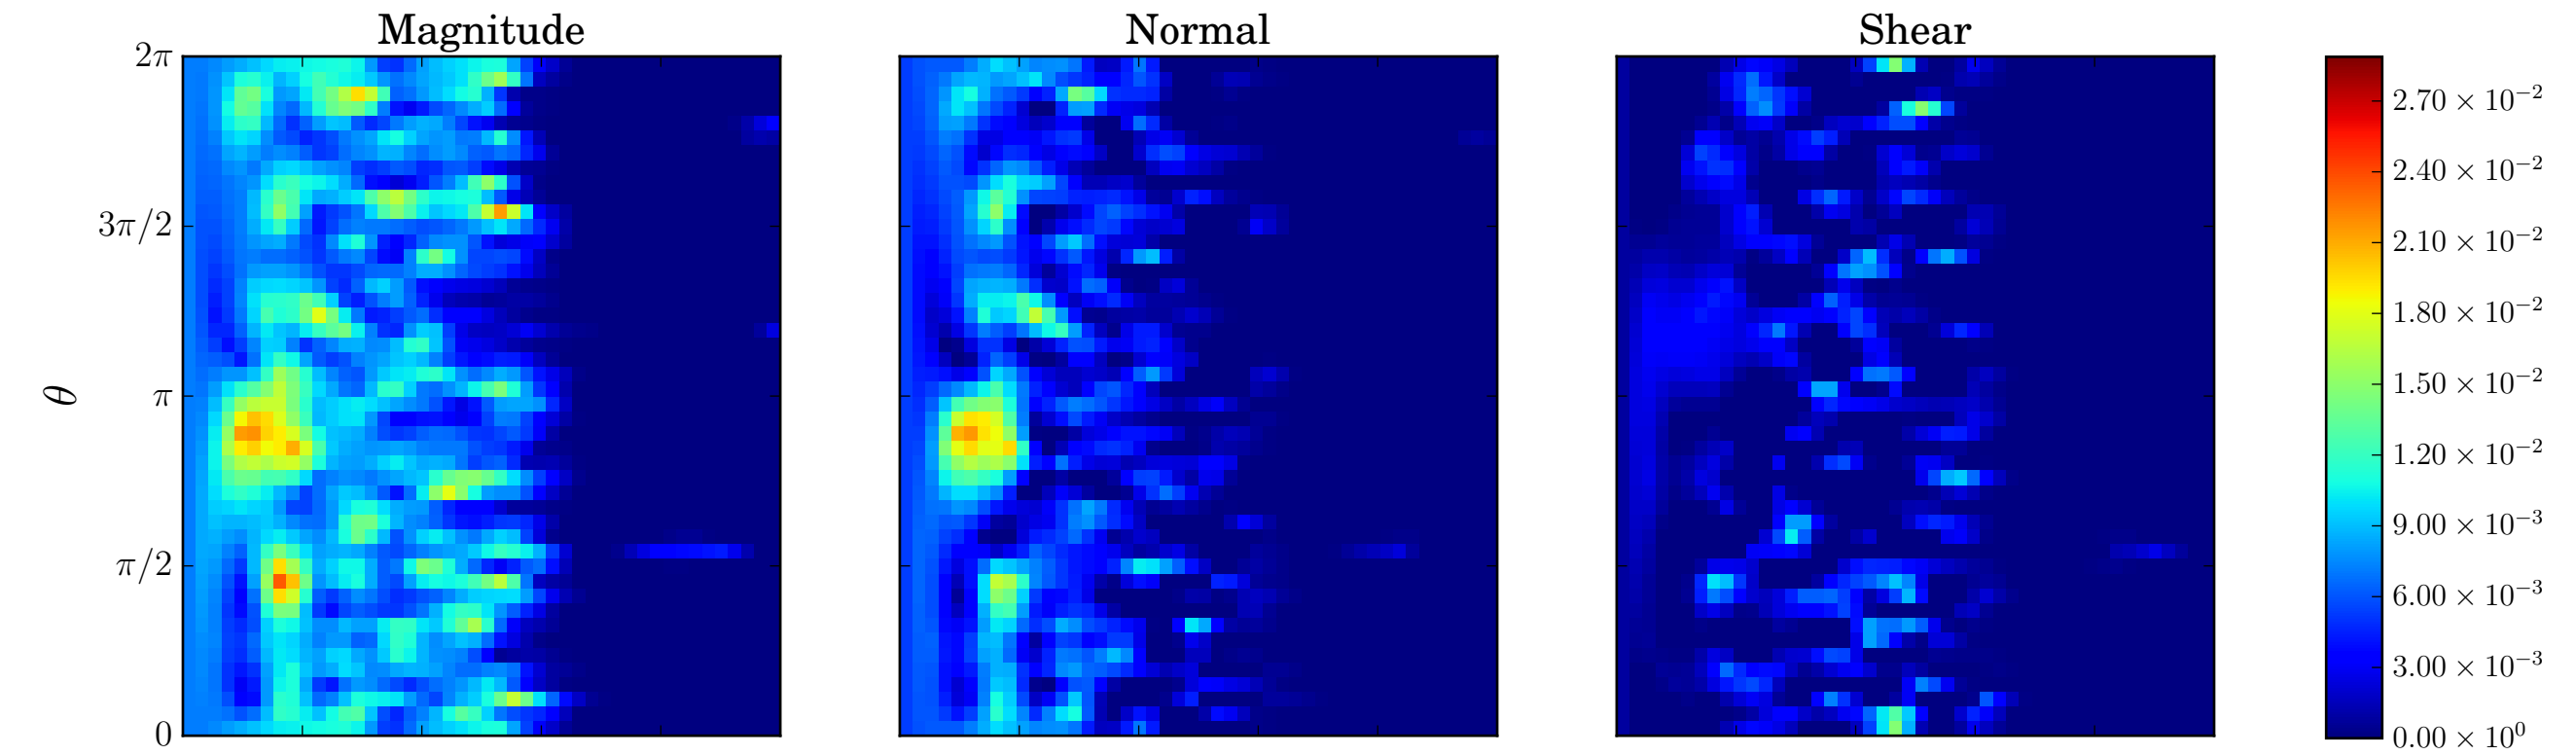 Magnitude Normal Shear
2π
3π/2
π
π/2
0
θ
2.70 × 10⁻²
2.40 × 10⁻²
2.10 × 10⁻²
1.80 × 10⁻²
1.50 × 10⁻²
1.20 × 10⁻²
9.00 × 10⁻³
6.00 × 10⁻³
3.00 × 10⁻³
0.00 × 10⁰